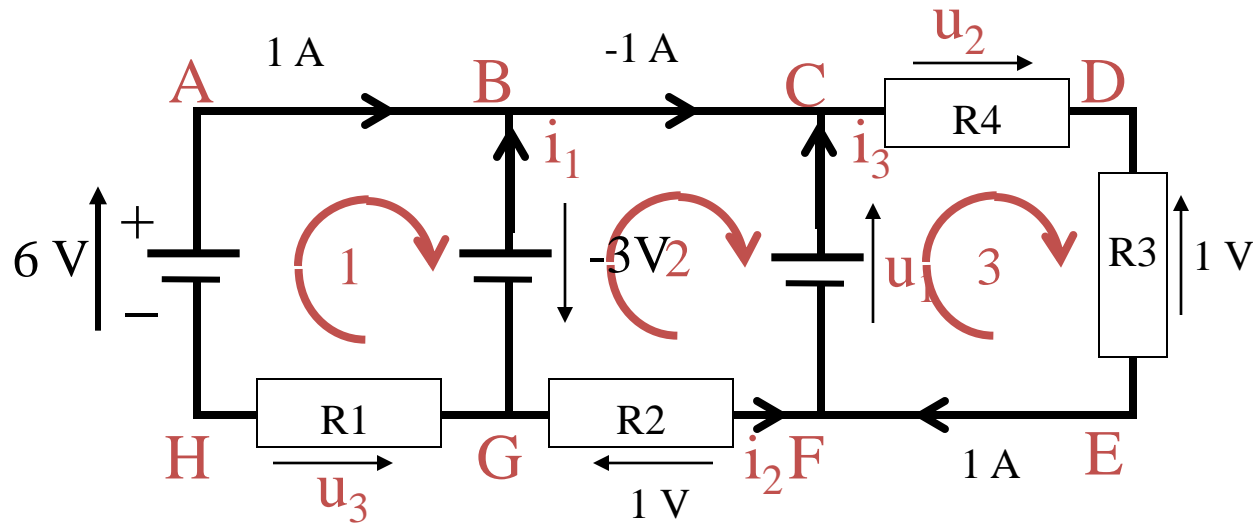 u₂
1 A
-1 A
A
B
C
D
R4
i₁
i₃
+
6 V
1
-3V
2
u₁
3
R3
1 V
−
R1
R2
H
G
i₂
F
E
u₃
1 V
1 A